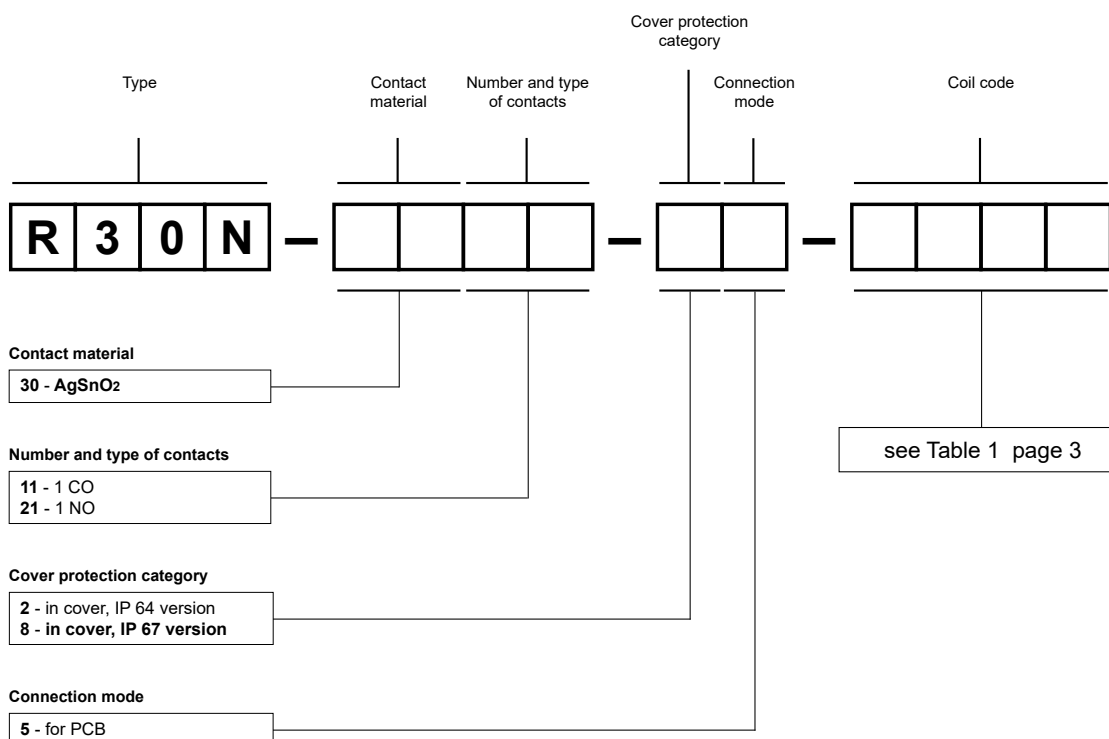 Cover protection
category
Type
Contact
material
Number and type
of contacts
Connection
mode
Coil code
R30N – –  –
Contact material
30 - AgSnO2
see Table 1 page 3
Number and type of contacts
11 - 1 CO
21 - 1 NO
Cover protection category
2 - in cover, IP 64 version
8 - in cover, IP 67 version
Connection mode
5 - for PCB